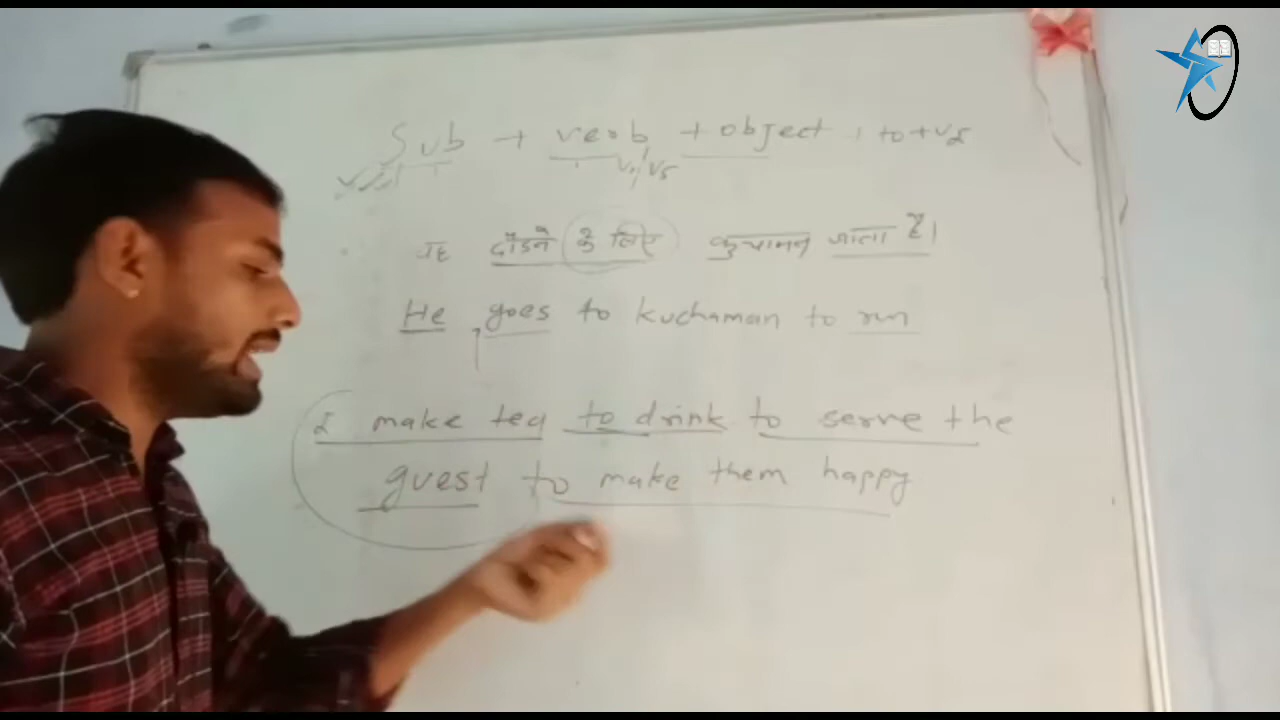 Sub + verb + object + to + v1
V1/V5
वह दौडने के लिए कुचामन जाता है।
He goes to kuchaman to run
I make tea to drink to serve the
guest to make them happy